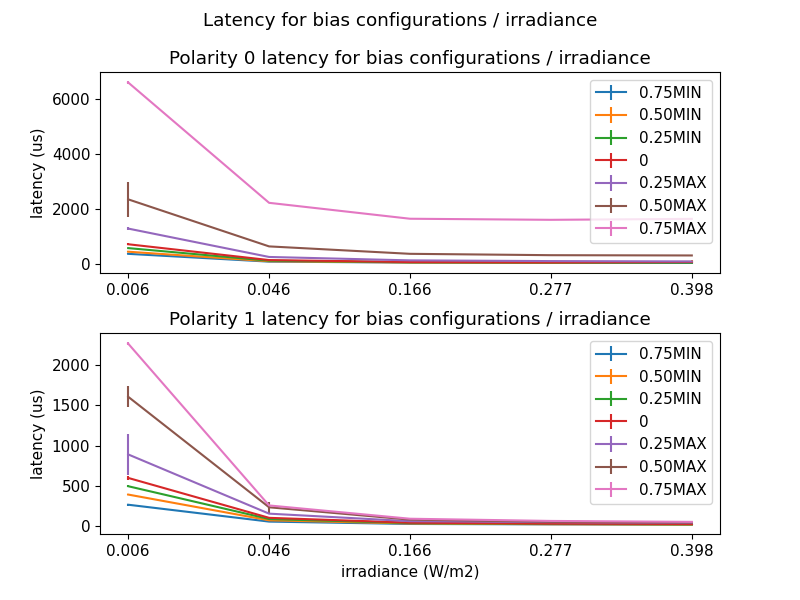 Latency for bias configurations / irradiance
Polarity 0 latency for bias configurations / irradiance
latency (us)
6000
4000
2000
0
0.75MIN
0.50MIN
0.25MIN
0
0.25MAX
0.50MAX
0.75MAX
0.006 0.046 0.166 0.277 0.398
Polarity 1 latency for bias configurations / irradiance
latency (us)
2000
1500
1000
500
0
0.75MIN
0.50MIN
0.25MIN
0
0.25MAX
0.50MAX
0.75MAX
0.006 0.046 0.166 0.277 0.398
irradiance (W/m2)